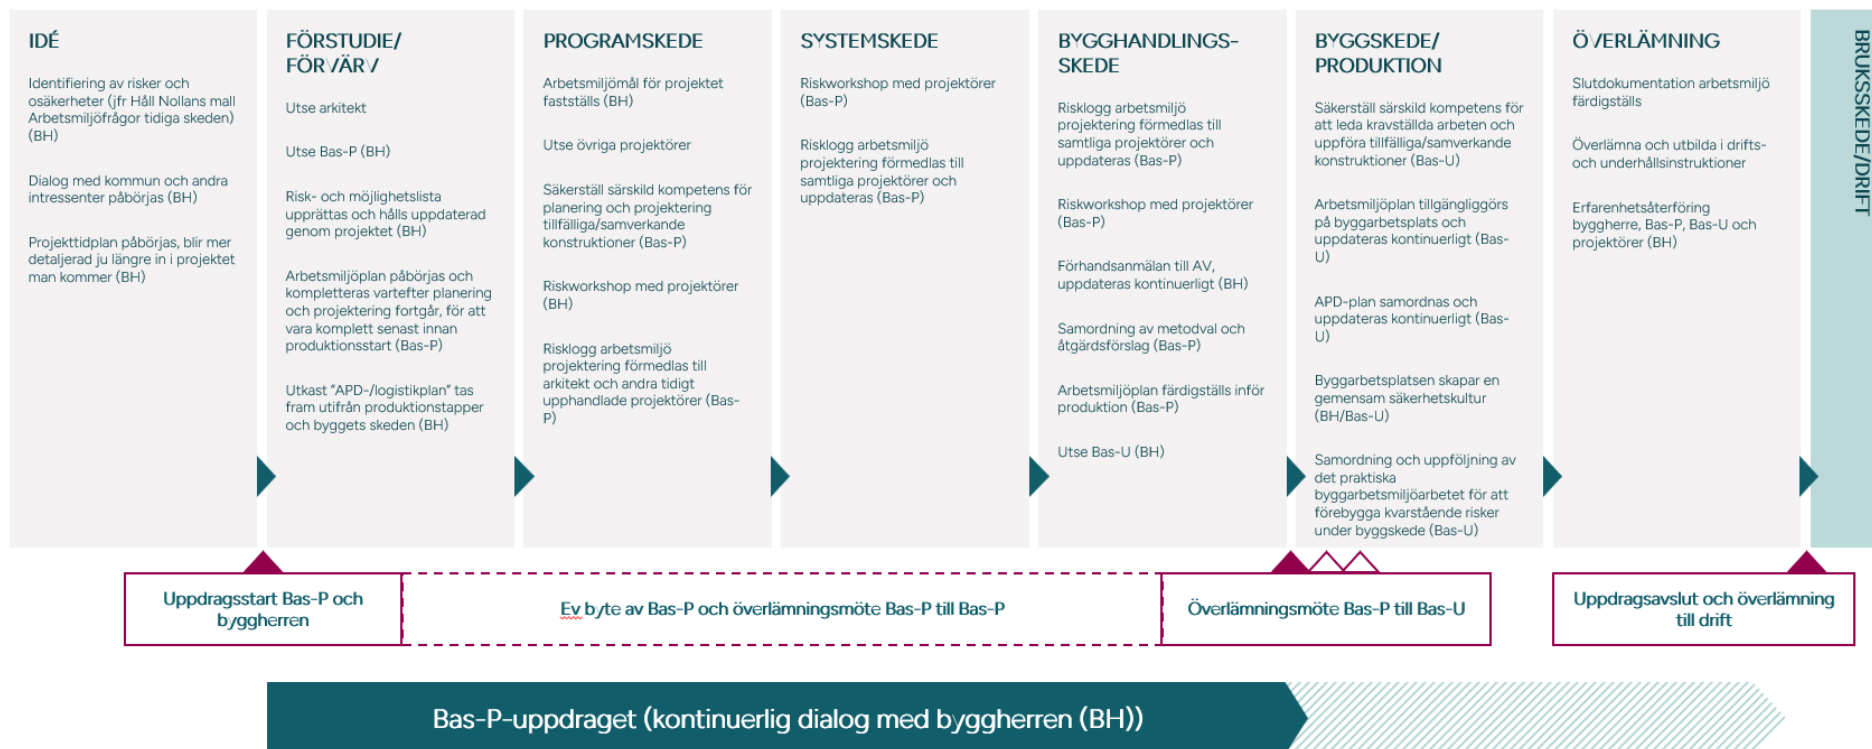 IDÉ
Identifiering av risker och
osäkerheter (jfr Håll Nollans mall
Arbetsmiljöfrågor tidiga skeden)
(BH)
Dialog med kommun och andra
intressenter påbörjas (BH)
Projekttidplan påbörjas, blir mer
detaljerad ju längre in i projektet
man kommer (BH)
FÖRSTUDIE/
FÖRVÄRV
Utse arkitekt
Utse Bas-P (BH)
Risk- och möjlighetslista
upprättas och hålls uppdaterad
genom projektet (BH)
Arbetsmiljöplan påbörjas och
kompletteras vartefter planering
och projektering fortgår, för att
vara komplett senast innan
produktionsstart (Bas-P)
Utkast ”APD-/logistikplan” tas
fram utifrån produktionstapper
och byggets skeden (BH)
PROGRAMSKEDE
Arbetsmiljömål för projektet
fastställs (BH)
Utse övriga projektörer
Säkerställ särskild kompetens för
planering och projektering
tillfälliga/samverkande
konstruktioner (Bas-P)
Riskworkshop med projektörer
(BH)
Risklogg arbetsmiljö
projektering förmedlas till
arkitekt och andra tidigt
upphandlade projektörer (Bas-
P)
SYSTEMSKEDE
Riskworkshop med projektörer
(Bas-P)
Risklogg arbetsmiljö
projektering förmedlas till
samtliga projektörer och
uppdateras (Bas-P)
BYGGHANDLINGS-
SKEDE
Risklogg arbetsmiljö
projektering förmedlas till
samtliga projektörer och
uppdateras (Bas-P)
Riskworkshop med projektörer
(Bas-P)
Förhandsanmälan till AV,
uppdateras kontinuerligt (BH)
Samordning av metodval och
åtgärdsförslag (Bas-P)
Arbetsmiljöplan färdigställs inför
produktion (Bas-P)
Utse Bas-U (BH)
BYGGSKEDE/
PRODUKTION
Säkerställ särskild kompetens för
att leda kravställda arbeten och
uppföra tillfälliga/samverkande
konstruktioner (Bas-U)
Arbetsmiljöplan tillgängliggörs
på byggarbetsplats och
uppdateras kontinuerligt (Bas-
U)
APD-plan samordnas och
uppdateras kontinuerligt (Bas-
U)
Byggarbetsplatsen skapar en
gemensam säkerhetskultur
(BH/Bas-U)
Samordning och uppföljning av
det praktiska
byggarbetsmiljöarbetet för att
förebygga kvarstående risker
under byggskede (Bas-U)
ÖVERLÄMNING
Slutdokumentation arbetsmiljö
färdigställs
Överlämna och utbilda i drifts-
och underhållsinstruktioner
Erfarenhetsåterföring
byggherre, Bas-P, Bas-U och
projektörer (BH)
BRUKSSKEDE/DRIFT
Uppdragsstart Bas-P och
byggherren
Ev byte av Bas-P och överlämningsmöte Bas-P till Bas-P
Överlämningsmöte Bas-P till Bas-U
Uppdragsavslut och överlämning
till drift
Bas-P-uppdraget (kontinuerlig dialog med byggherren (BH))